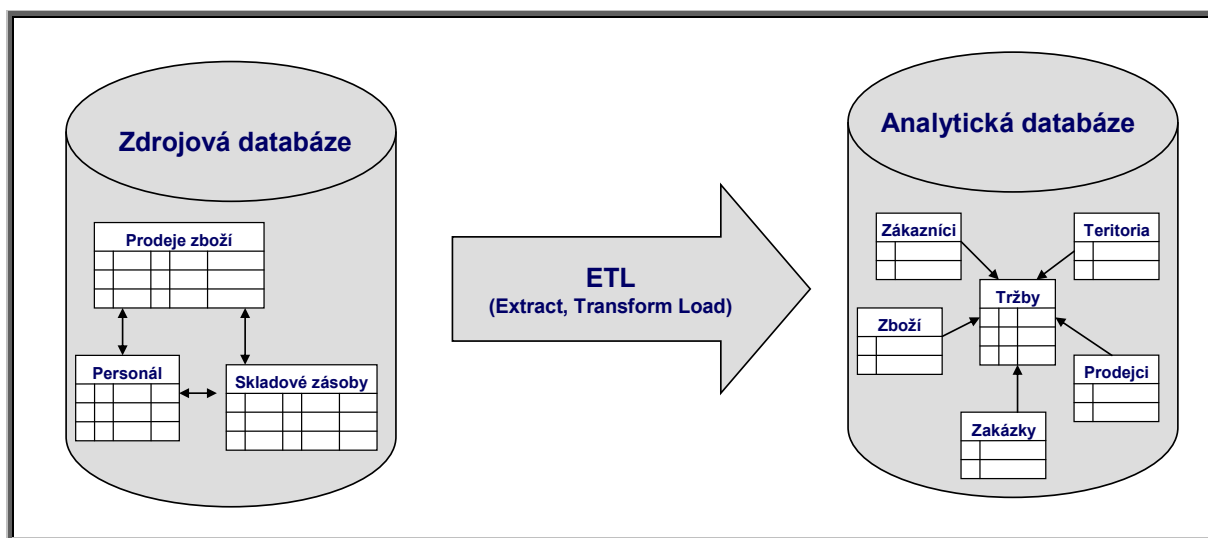 Zdrojová databáze
Prodeje zboží
Personál
Skladové zásoby
ETL
(Extract, Transform Load)
Analytická databáze
Zákazníci
Teritoria
Tržby
Zboží
Prodejci
Zakázky